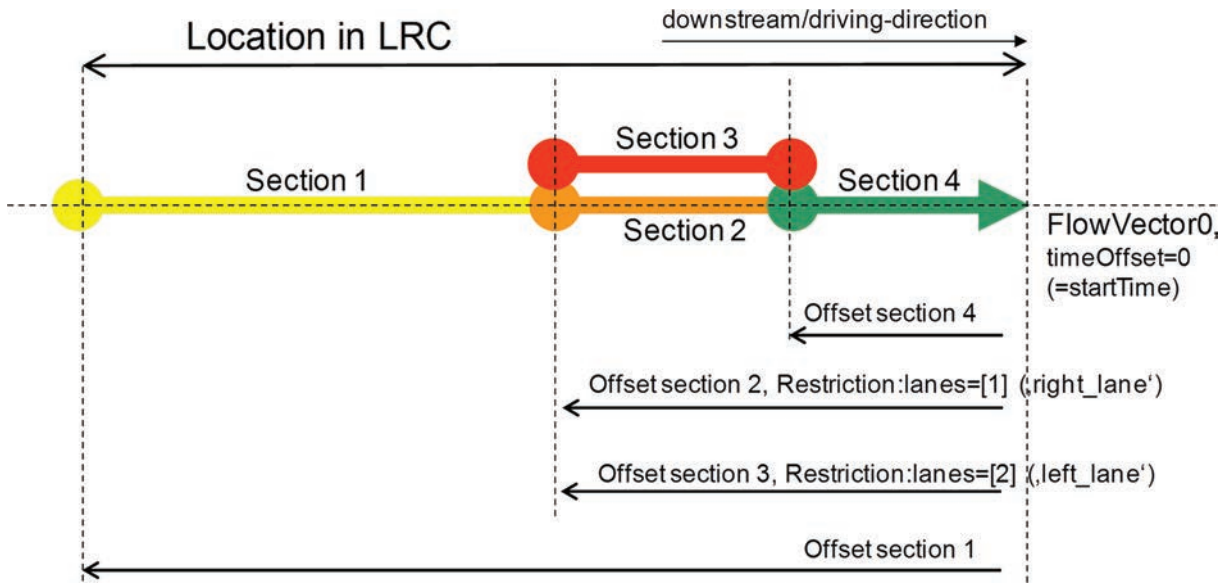 downstream/driving-direction
Location in LRC
Section 3
Section 1
Section 4
Section 2
FlowVector0,
timeOffset=0
(=startTime)
Offset section 4
Offset section 2, Restriction:lanes=[1] (‚right_lane‘)
Offset section 3, Restriction:lanes=[2] (‚left_lane‘)
Offset section 1